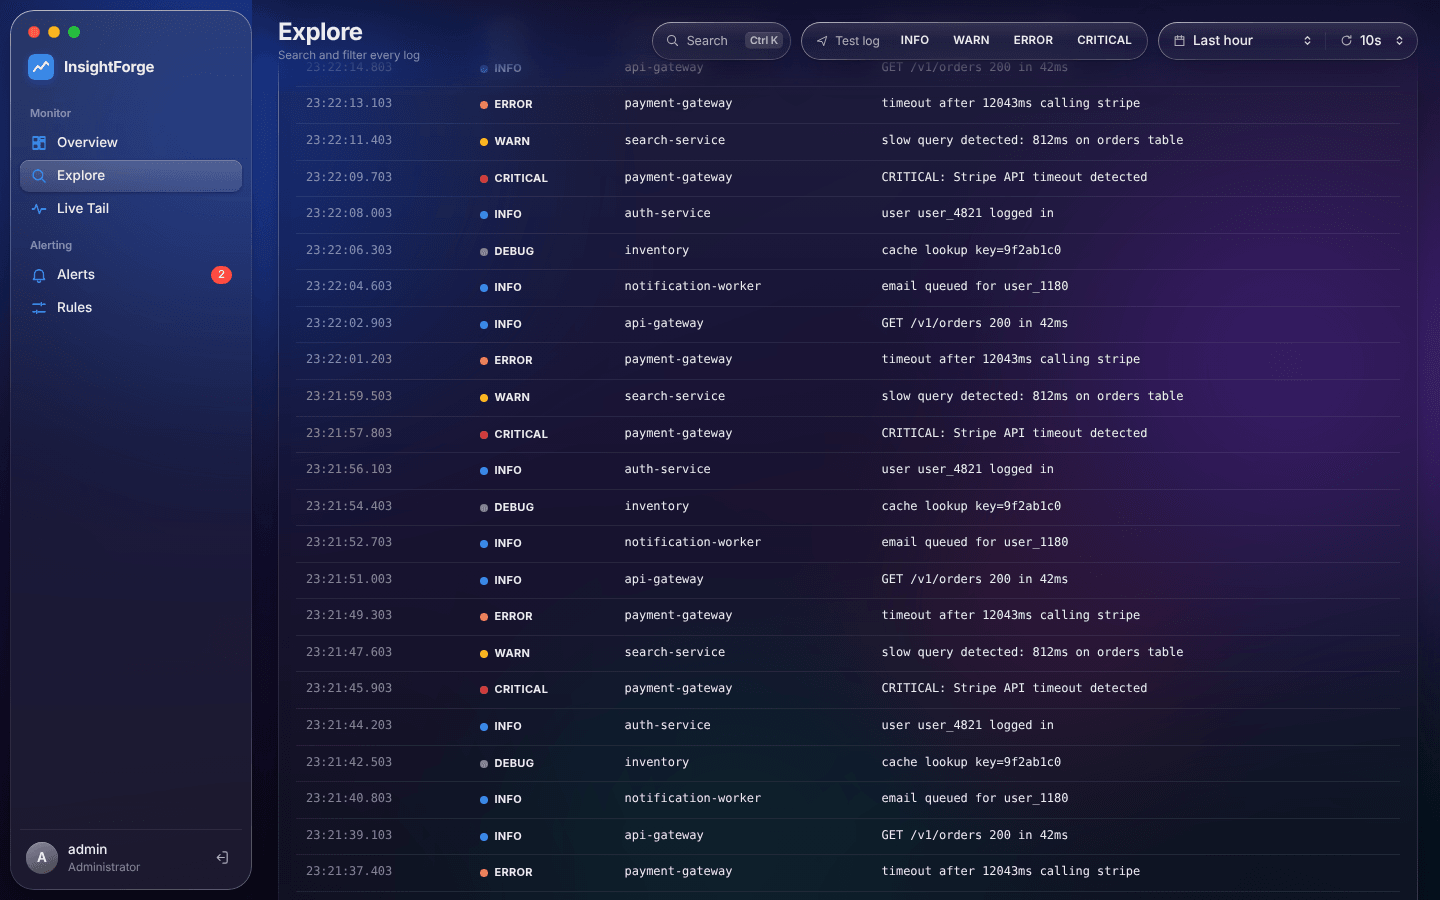 InsightForge
Monitor
Overview
Explore
Live Tail
Alerting
Alerts 2
Rules
A admin
Administrator
Explore
Search and filter every log
Search Ctrl K
Test log INFO WARN ERROR CRITICAL
Last hour 10s
23:22:14.803 INFO api-gateway GET /v1/orders 200 in 42ms
23:22:13.103 ERROR payment-gateway timeout after 12043ms calling stripe
23:22:11.403 WARN search-service slow query detected: 812ms on orders table
23:22:09.703 CRITICAL payment-gateway CRITICAL: Stripe API timeout detected
23:22:08.003 INFO auth-service user user_4821 logged in
23:22:06.303 DEBUG inventory cache lookup key=9f2ab1c0
23:22:04.603 INFO notification-worker email queued for user_1180
23:22:02.903 INFO api-gateway GET /v1/orders 200 in 42ms
23:22:01.203 ERROR payment-gateway timeout after 12043ms calling stripe
23:21:59.503 WARN search-service slow query detected: 812ms on orders table
23:21:57.803 CRITICAL payment-gateway CRITICAL: Stripe API timeout detected
23:21:56.103 INFO auth-service user user_4821 logged in
23:21:54.403 DEBUG inventory cache lookup key=9f2ab1c0
23:21:52.703 INFO notification-worker email queued for user_1180
23:21:51.003 INFO api-gateway GET /v1/orders 200 in 42ms
23:21:49.303 ERROR payment-gateway timeout after 12043ms calling stripe
23:21:47.603 WARN search-service slow query detected: 812ms on orders table
23:21:45.903 CRITICAL payment-gateway CRITICAL: Stripe API timeout detected
23:21:44.203 INFO auth-service user user_4821 logged in
23:21:42.503 DEBUG inventory cache lookup key=9f2ab1c0
23:21:40.803 INFO notification-worker email queued for user_1180
23:21:39.103 INFO api-gateway GET /v1/orders 200 in 42ms
23:21:37.403 ERROR payment-gateway timeout after 12043ms calling stripe